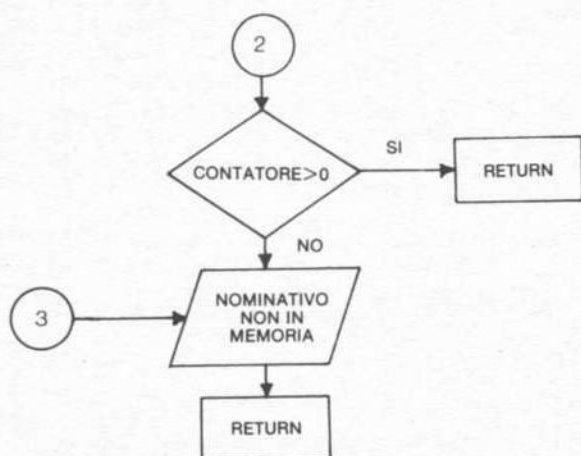 2
CONTATORE>0
SI
RETURN
NO
3
NOMINATIVO
NON IN
MEMORIA
RETURN